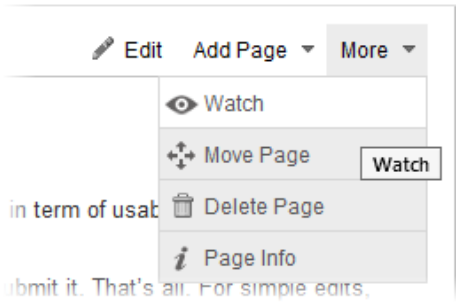 Edit Add Page More
Watch
Move Page
Watch
in term of usab
Delete Page
Page Info
ubmit it. That's all. For simple edits,